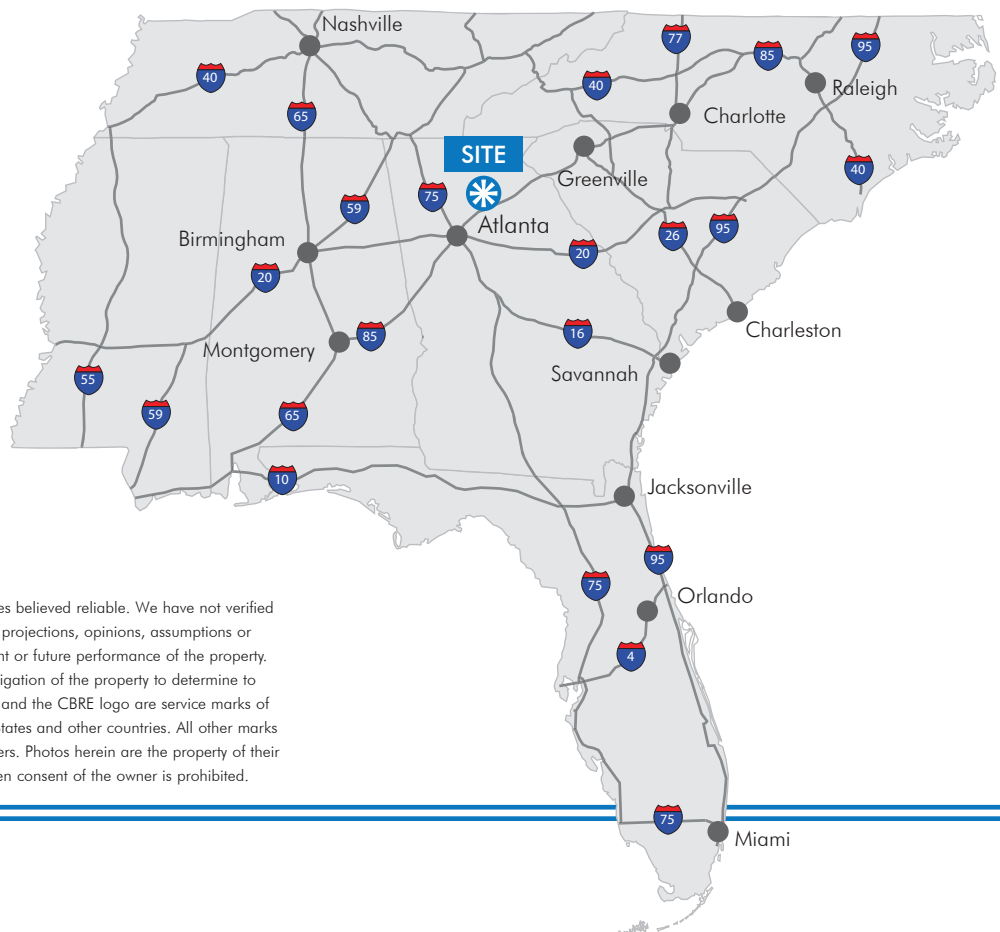 Nashville
77
85
95
40
40
Raleigh
65
Charlotte
SITE
40
Greenville
75
59
Atlanta
Birmingham
26
95
20
20
Charleston
16
85
Montgomery
Savannah
55
59
65
10
Jacksonville
95
75
Orlando
4
es believed reliable. We have not verified
projections, opinions, assumptions or
nt or future performance of the property.
igation of the property to determine to
and the CBRE logo are service marks of
tates and other countries. All other marks
ers. Photos herein are the property of their
en consent of the owner is prohibited.
75
Miami